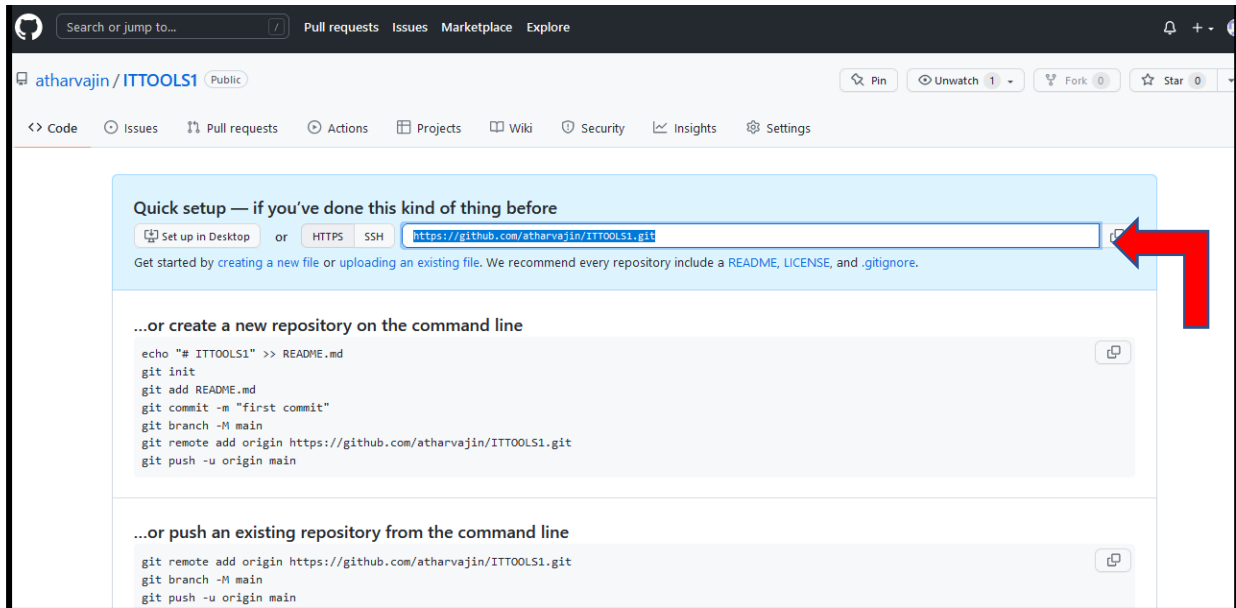 Search or jump to... / Pull requests Issues Marketplace Explore
atharvajin / ITTOOLS1 Public Pin Unwatch 1 Fork 0 Star 0
<> Code Issues Pull requests Actions Projects Wiki Security Insights Settings
Quick setup — if you've done this kind of thing before
Set up in Desktop or HTTPS SSH https://github.com/atharvajin/ITTOOLS1.git
Get started by creating a new file or uploading an existing file. We recommend every repository include a README, LICENSE, and .gitignore.
...or create a new repository on the command line
echo "# ITTOOLS1" >> README.md
git init
git add README.md
git commit -m "first commit"
git branch -M main
git remote add origin https://github.com/atharvajin/ITTOOLS1.git
git push -u origin main
...or push an existing repository from the command line
git remote add origin https://github.com/atharvajin/ITTOOLS1.git
git branch -M main
git push -u origin main